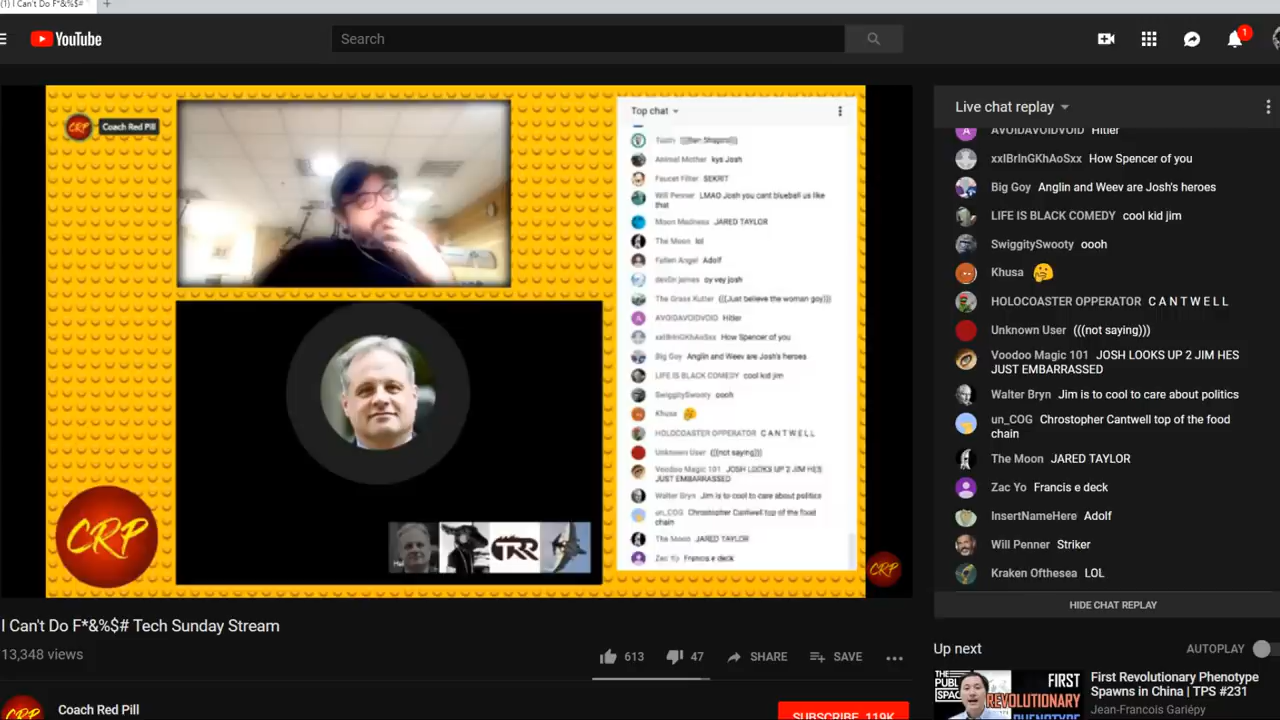 (1) I Can't Do F*&%$#
YouTube
Search
1
CRP
Coach Red Pill
Top chat
Animal Mother kys Josh
Faucet Filter SEKRIT
Will Penner LMAO Josh you cant blueball us like
that
Moon Madness JARED TAYLOR
The Moon lol
Fallen Angel Adolf
devin james oy vey josh
The Grass Kutter (((Just believe the woman goy)))
AVOIDAVOIDVOID Hitler
xxIBrInGKhAoSxx How Spencer of you
Big Goy Anglin and Weev are Josh's heroes
LIFE IS BLACK COMEDY cool kid jim
SwiggitySwooty oooh
Khusa
HOLOCOASTER OPPERATOR C A N T W E L L
Unknown User (((not saying)))
Voodoo Magic 101 JOSH LOOKS UP 2 JIM HES
JUST EMBARRASSED
Walter Bryn Jim is to cool to care about politics
un_COG Chrostopher Cantwell top of the food
chain
The Moon JARED TAYLOR
Zac Yo Francis e deck
CRP
TRR
CRP
Live chat replay
AVOIDAVOIDVOID Hitler
xxIBrInGKhAoSxx How Spencer of you
Big Goy Anglin and Weev are Joshs heroes
LIFE IS BLACK COMEDY cool kid jim
SwiggitySwooty oooh
Khusa
HOLOCOASTER OPPERATOR C A N T W E L L
Unknown User (((not saying)))
Voodoo Magic 101 JOSH LOOKS UP 2 JIM HES
JUST EMBARRASSED
Walter Bryn Jim is to cool to care about politics
un_COG Chrostopher cantwell top of the food
chain
The Moon JARED TAYLOR
Zac Yo Francis e deck
InsertNameHere Adolf
Will Penner Striker
Kraken Ofthesea LOL
HIDE CHAT REPLAY
I Can't Do F*&%$# Tech Sunday Stream
13,348 views
613
47
SHARE
SAVE
Coach Red Pill
SUBSCRIBE 119K
Up next
AUTOPLAY
THE
PUBL
SPAC
FIRST
REVOLUTIONARY
PHENOTYPE
First Revolutionary Phenotype
Spawns in China | TPS #231
Jean-Francois Gariépy